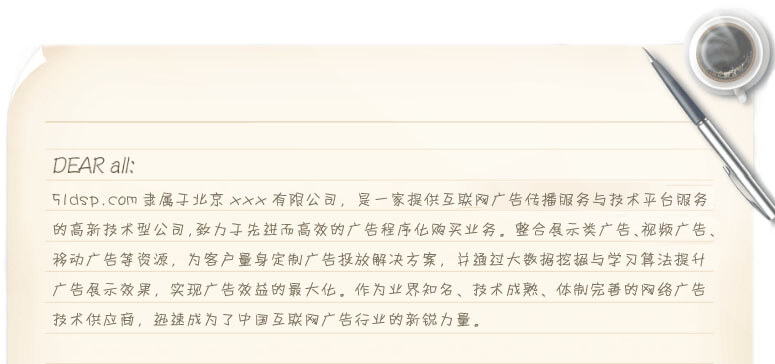 DEAR all:
51dsp.com 隶属于北京 xxx 有限公司，是一家提供互联网广告传播服务与技术平台服务
的高新技术型公司,致力于先进而高效的广告程序化购买业务。整合展示类广告、视频广告、
移动广告等资源，为客户量身定制广告投放解决方案，并通过大数据挖掘与学习算法提升
广告展示效果，实现广告效益的最大化。作为业界知名、技术成熟、体制完善的网络广告
技术供应商，迅速成为了中国互联网广告行业的新锐力量。